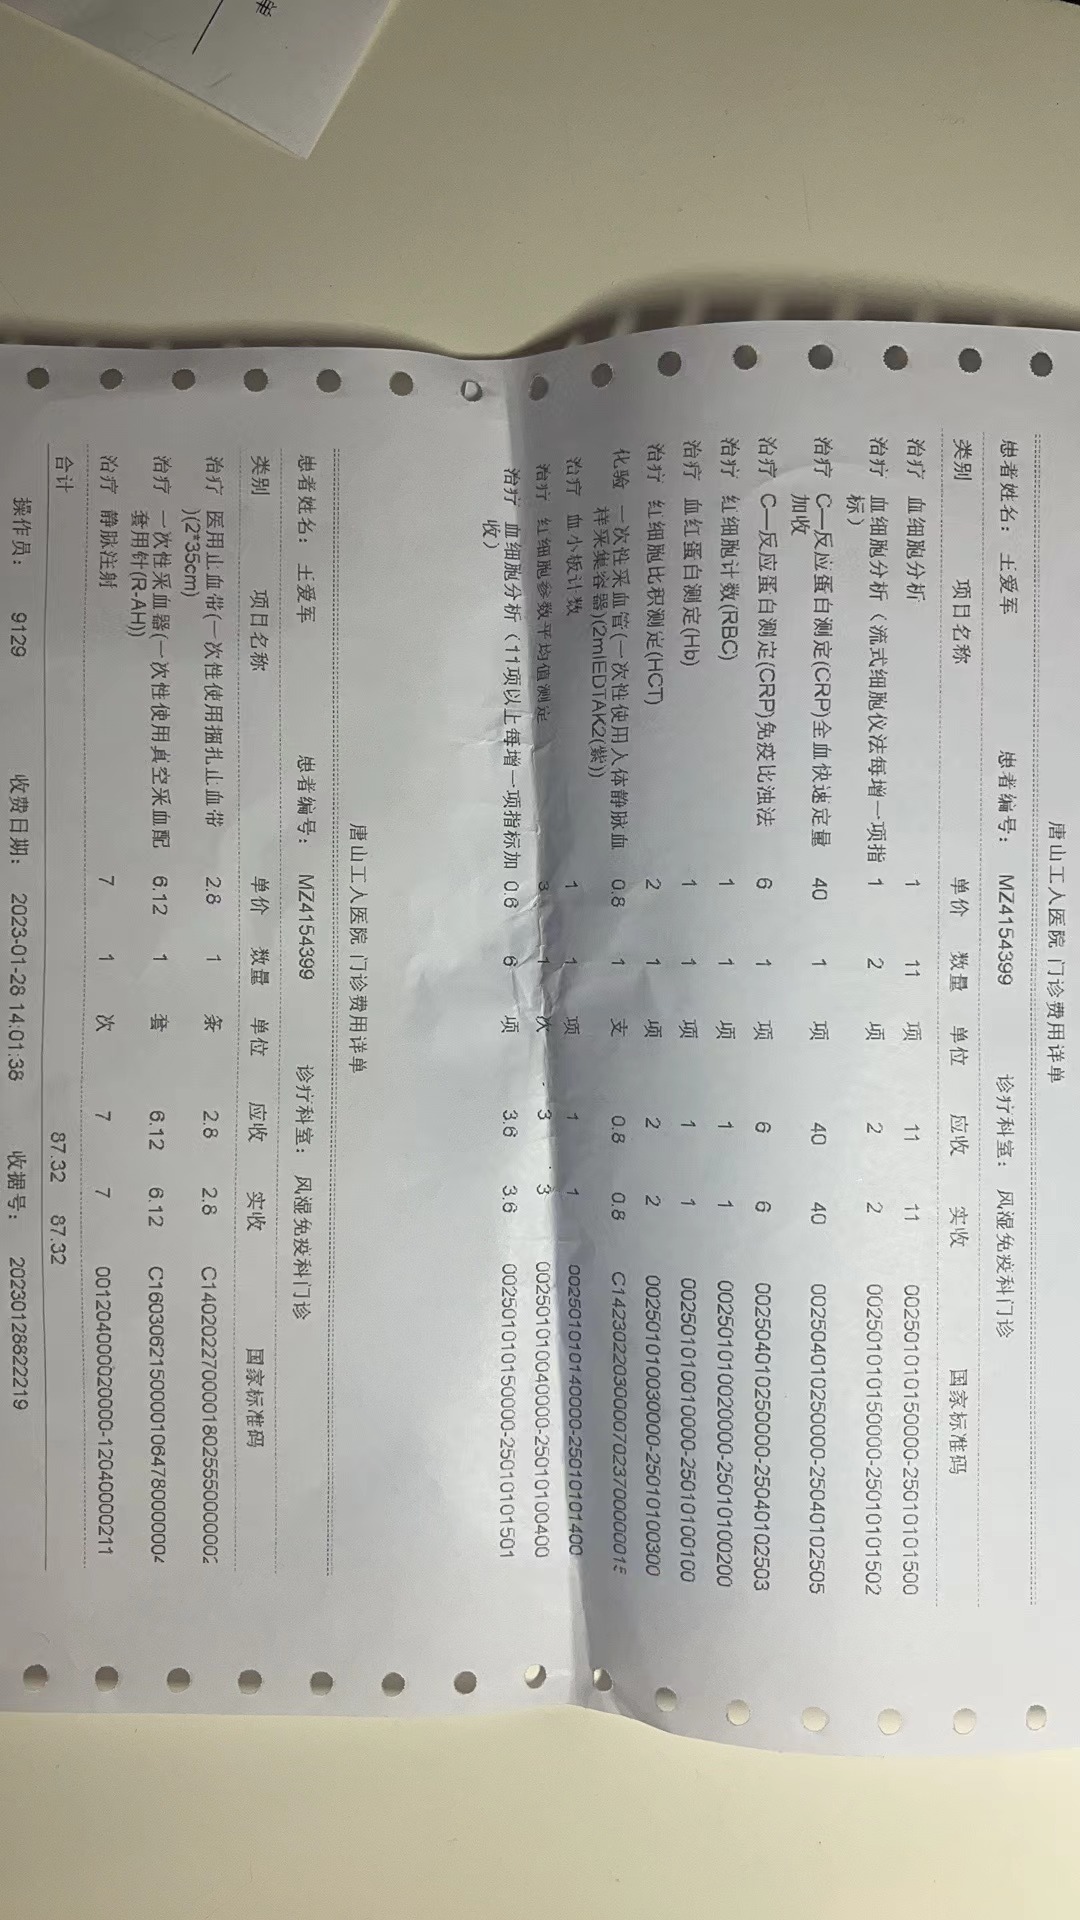 唐山工人医院 门诊费用详单
患者姓名： 王爱军 患者编号： MZ4154399 诊疗科室： 风湿免疫科门诊
类别 项目名称 单价 数量 单位 应收 实收 国家标准码
治疗 血细胞分析 1 11 项 11 11 002501010150000-25010101500
治疗 血细胞分析（流式细胞仪法每增一项指 1 2 项 2 2 002501010150000-25010101502
标）
治疗 C—反应蛋白测定(CRP)全血快速定量 40 1 项 40 40 002504010250000-25040102505
加收
治疗 C—反应蛋白测定(CRP)免疫比浊法 6 1 项 6 6 002504010250000-25040102503
治疗 红细胞计数(RBC) 1 1 项 1 1 002501010020000-25010100200
治疗 血红蛋白测定(Hb) 1 1 项 1 1 002501010010000-25010100100
治疗 红细胞比积测定(HCT) 2 1 项 2 2 002501010030000-25010100300
化验 一次性采血管(一次性使用人体静脉血 0.8 1 支 0.8 0.8 C1423022030000702370000015
样采集容器)(2mlEDTAK2(紫))
治疗 血小板计数 1 1 项 1 1 002501010140000-25010101400
治疗 红细胞参数平均值测定 3 1 次 3 3 002501010040000-25010100400
治疗 血细胞分析（11项以上每增一项指标加 0.6 6 项 3.6 3.6 002501010150000-25010101501
收）
唐山工人医院 门诊费用详单
患者姓名： 王爱军 患者编号： MZ4154399 诊疗科室： 风湿免疫科门诊
类别 项目名称 单价 数量 单位 应收 实收 国家标准码
治疗 医用止血带(一次性使用捆扎止血带 2.8 1 条 2.8 2.8 C14020227000018025550000002
)(2*35cm)
治疗 一次性采血器(一次性使用真空采血配 6.12 1 套 6.12 6.12 C16030621500001064780000004
套用针(R-AH))
治疗 静脉注射 7 1 次 7 7 001204000020000-12040000211
合计 87.32 87.32
操作员： 9129 收费日期： 2023-01-28 14:01:38 收据号： 20230128822219